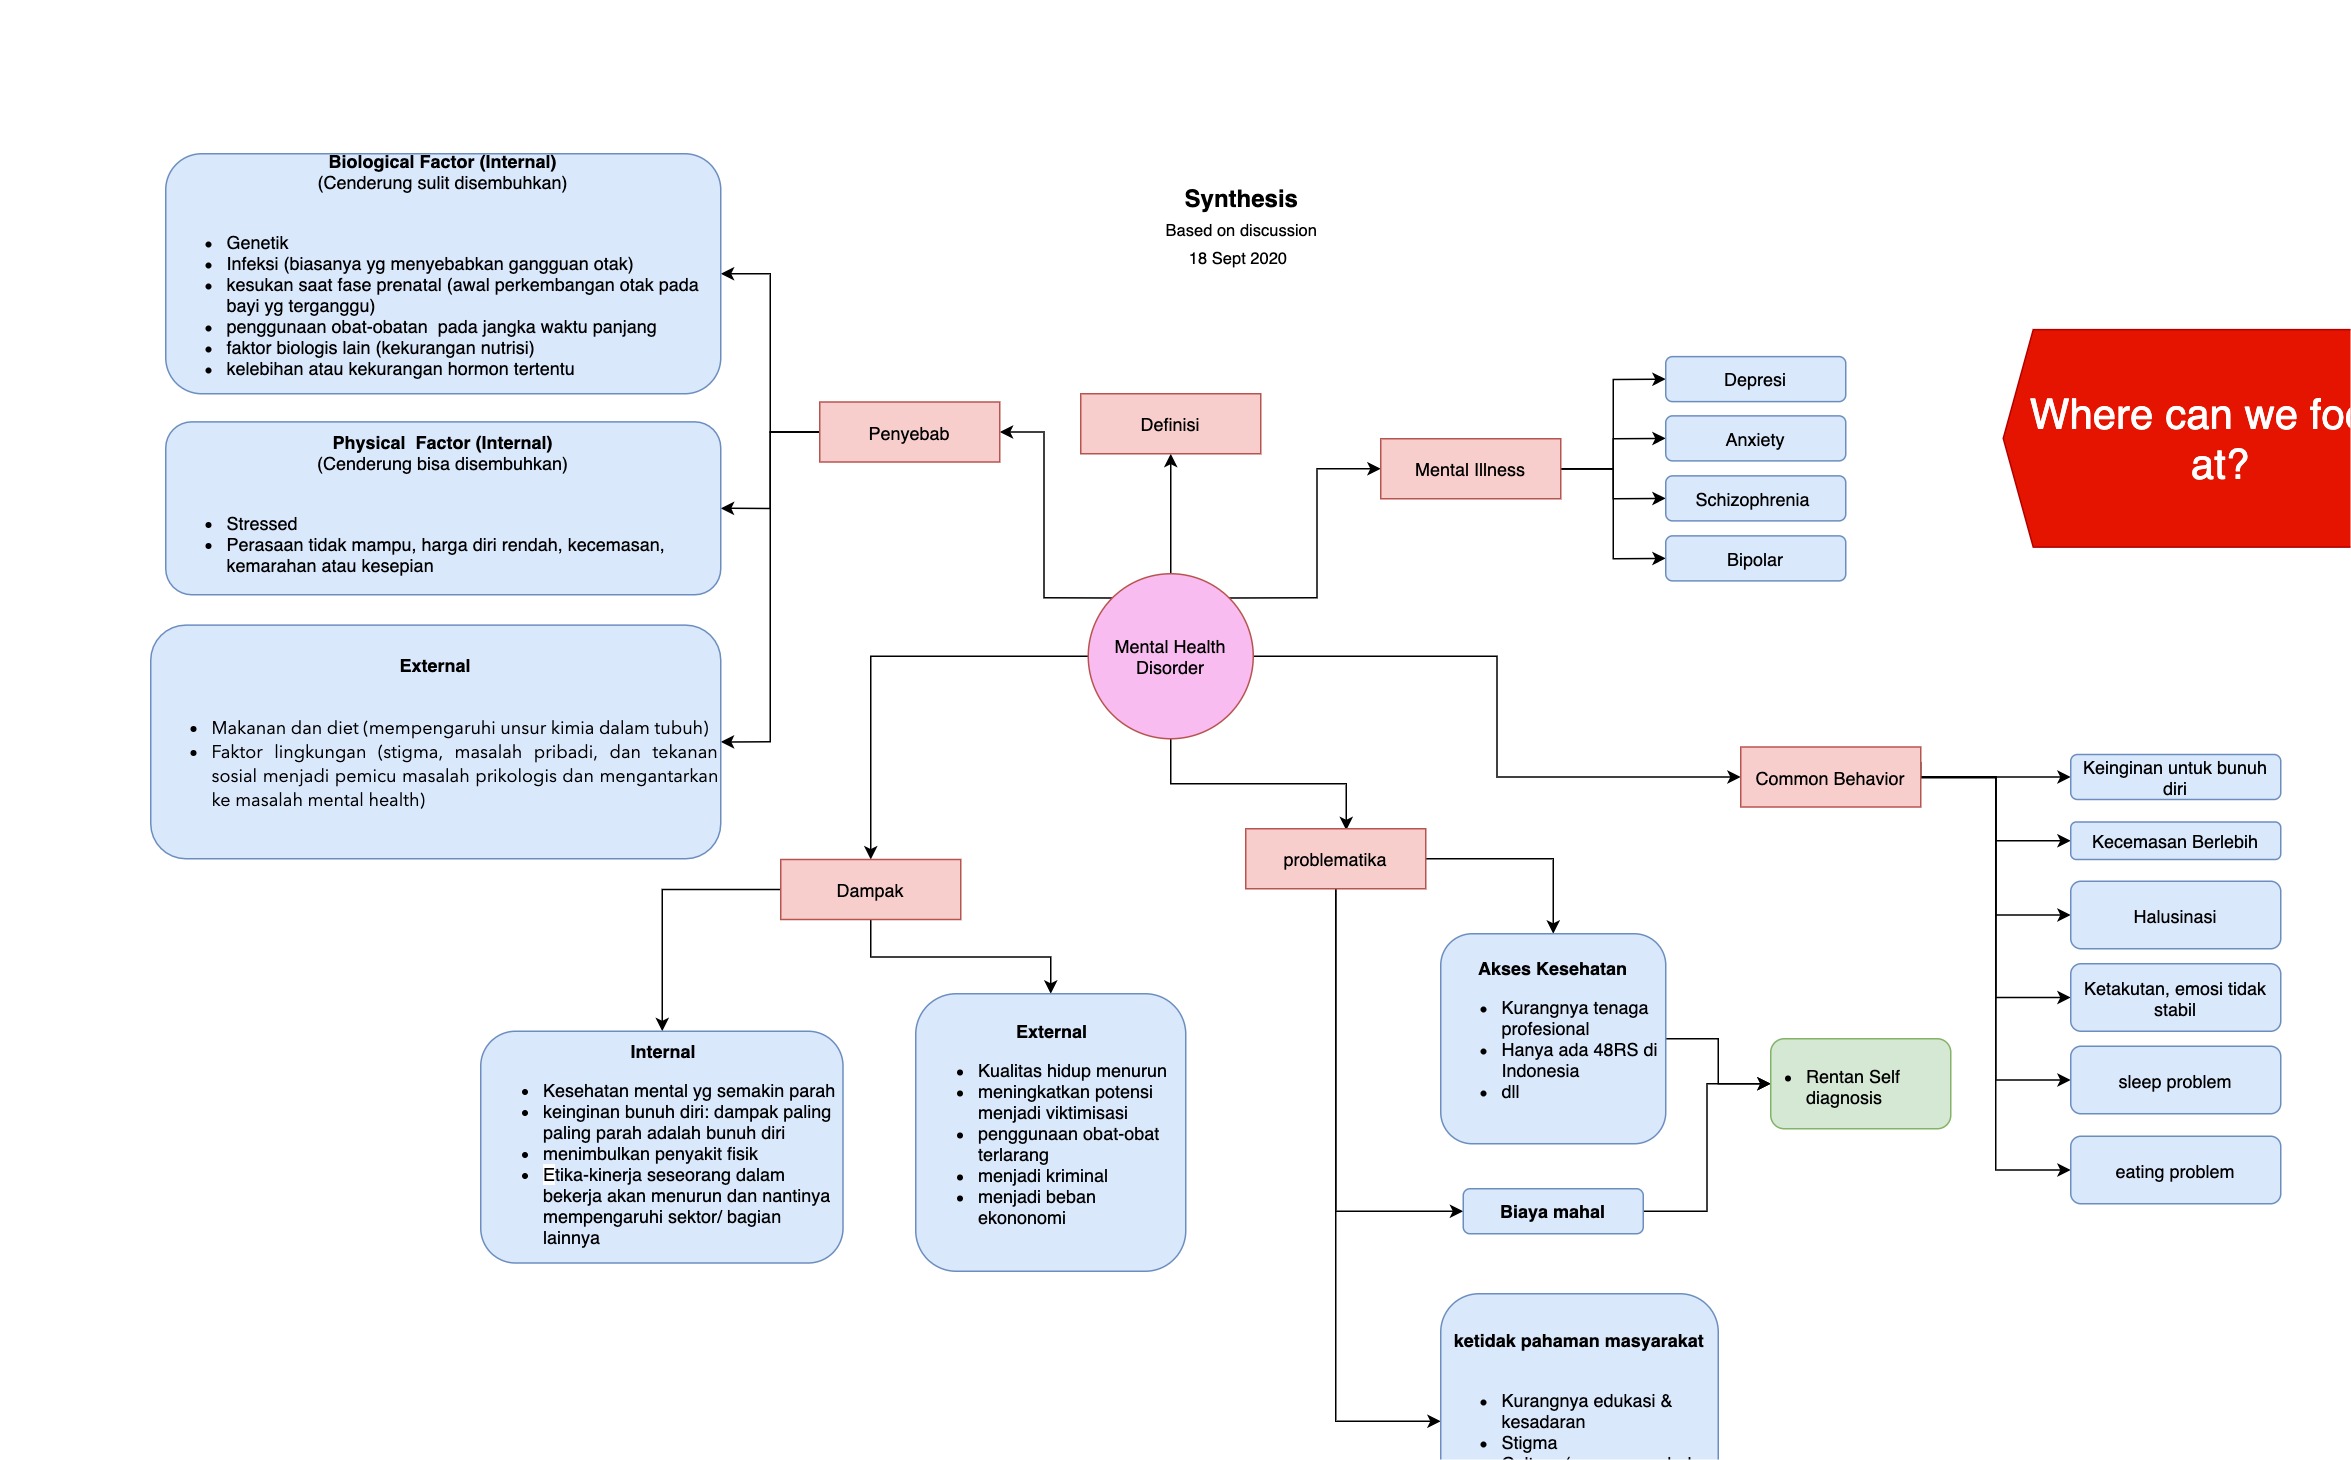 Synthesis
Based on discussion
18 Sept 2020
Biological Factor (Internal)
(Cenderung sulit disembuhkan)
Genetik
Infeksi (biasanya yg menyebabkan gangguan otak)
kesukan saat fase prenatal (awal perkembangan otak pada
bayi yg terganggu)
penggunaan obat-obatan pada jangka waktu panjang
faktor biologis lain (kekurangan nutrisi)
kelebihan atau kekurangan hormon tertentu
Physical Factor (Internal)
(Cenderung bisa disembuhkan)
Stressed
Perasaan tidak mampu, harga diri rendah, kecemasan,
kemarahan atau kesepian
External
Makanan dan diet (mempengaruhi unsur kimia dalam tubuh)
Faktor lingkungan (stigma, masalah pribadi, dan tekanan
sosial menjadi pemicu masalah prikologis dan mengantarkan
ke masalah mental health)
Penyebab
Definisi
Mental Illness
Depresi
Anxiety
Schizophrenia
Bipolar
Where can we
at?
Mental Health
Disorder
Common Behavior
Keinginan untuk bunuh
diri
Kecemasan Berlebih
Halusinasi
Ketakutan, emosi tidak
stabil
sleep problem
eating problem
Dampak
Internal
Kesehatan mental yg semakin parah
keinginan bunuh diri: dampak paling
paling parah adalah bunuh diri
menimbulkan penyakit fisik
Etika-kinerja seseorang dalam
bekerja akan menurun dan nantinya
mempengaruhi sektor/ bagian
lainnya
External
Kualitas hidup menurun
meningkatkan potensi
menjadi viktimisasi
penggunaan obat-obat
terlarang
menjadi kriminal
menjadi beban
ekononomi
problematika
Akses Kesehatan
Kurangnya tenaga
profesional
Hanya ada 48RS di
Indonesia
dll
Rentan Self
diagnosis
Biaya mahal
ketidak pahaman masyarakat
Kurangnya edukasi &
kesadaran
Stigma